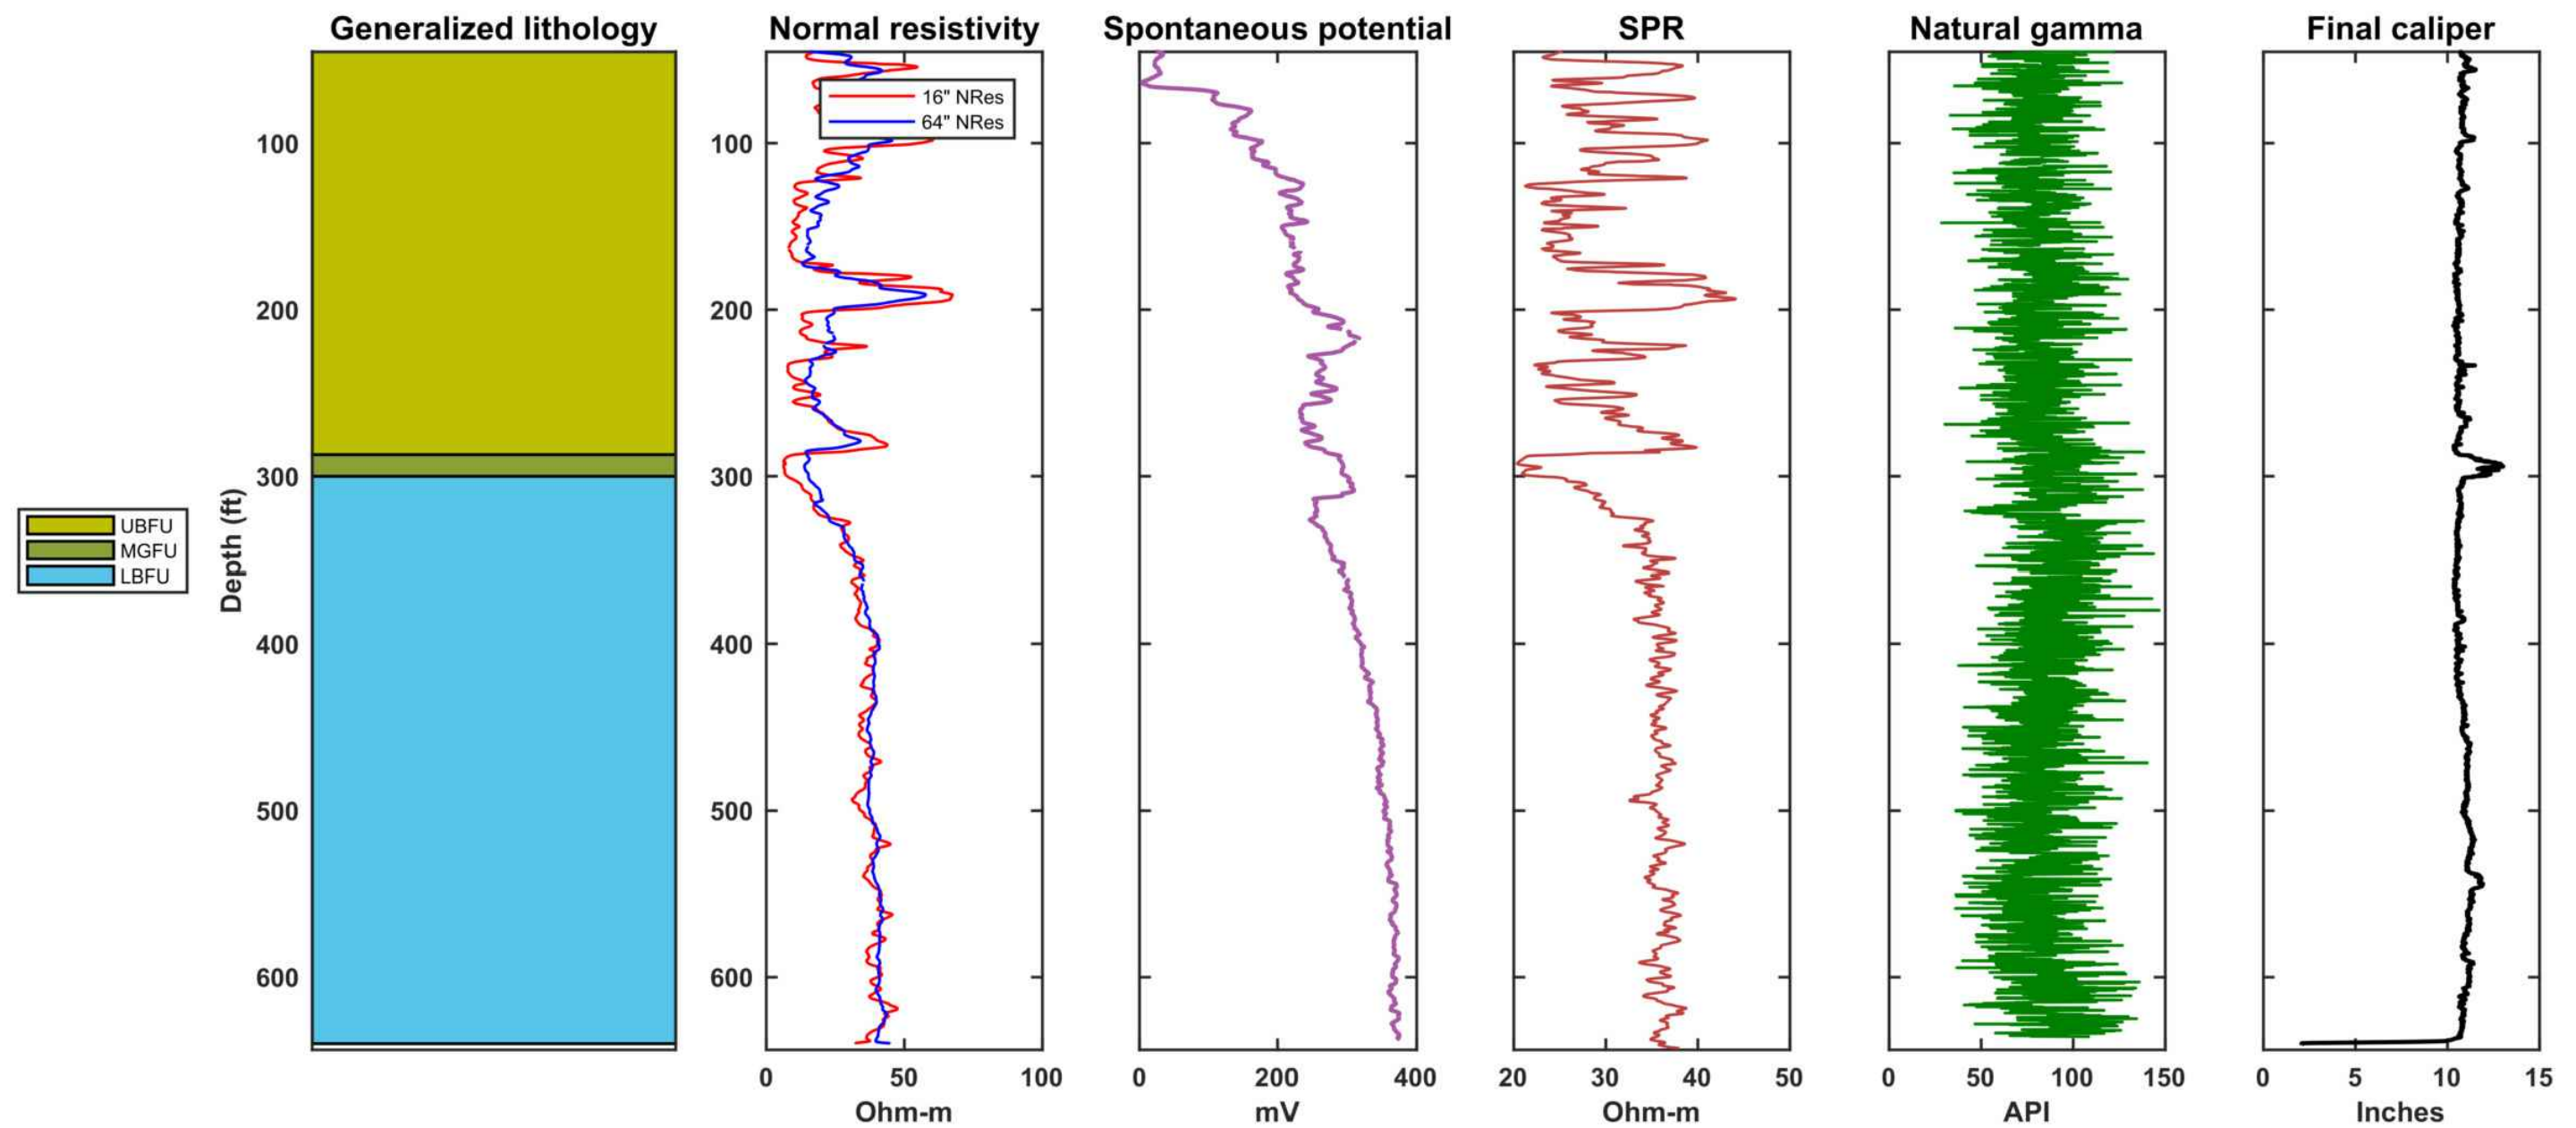 Generalized lithology
Normal resistivity
Spontaneous potential
SPR
Natural gamma
Final caliper
16" NRes
64" NRes
UBFU
MGFU
LBFU
Depth (ft)
100
200
300
400
500
600
100
200
300
400
500
600
0 50 100
Ohm-m
0 200 400
mV
20 30 40 50
Ohm-m
0 50 100 150
API
0 5 10 15
Inches